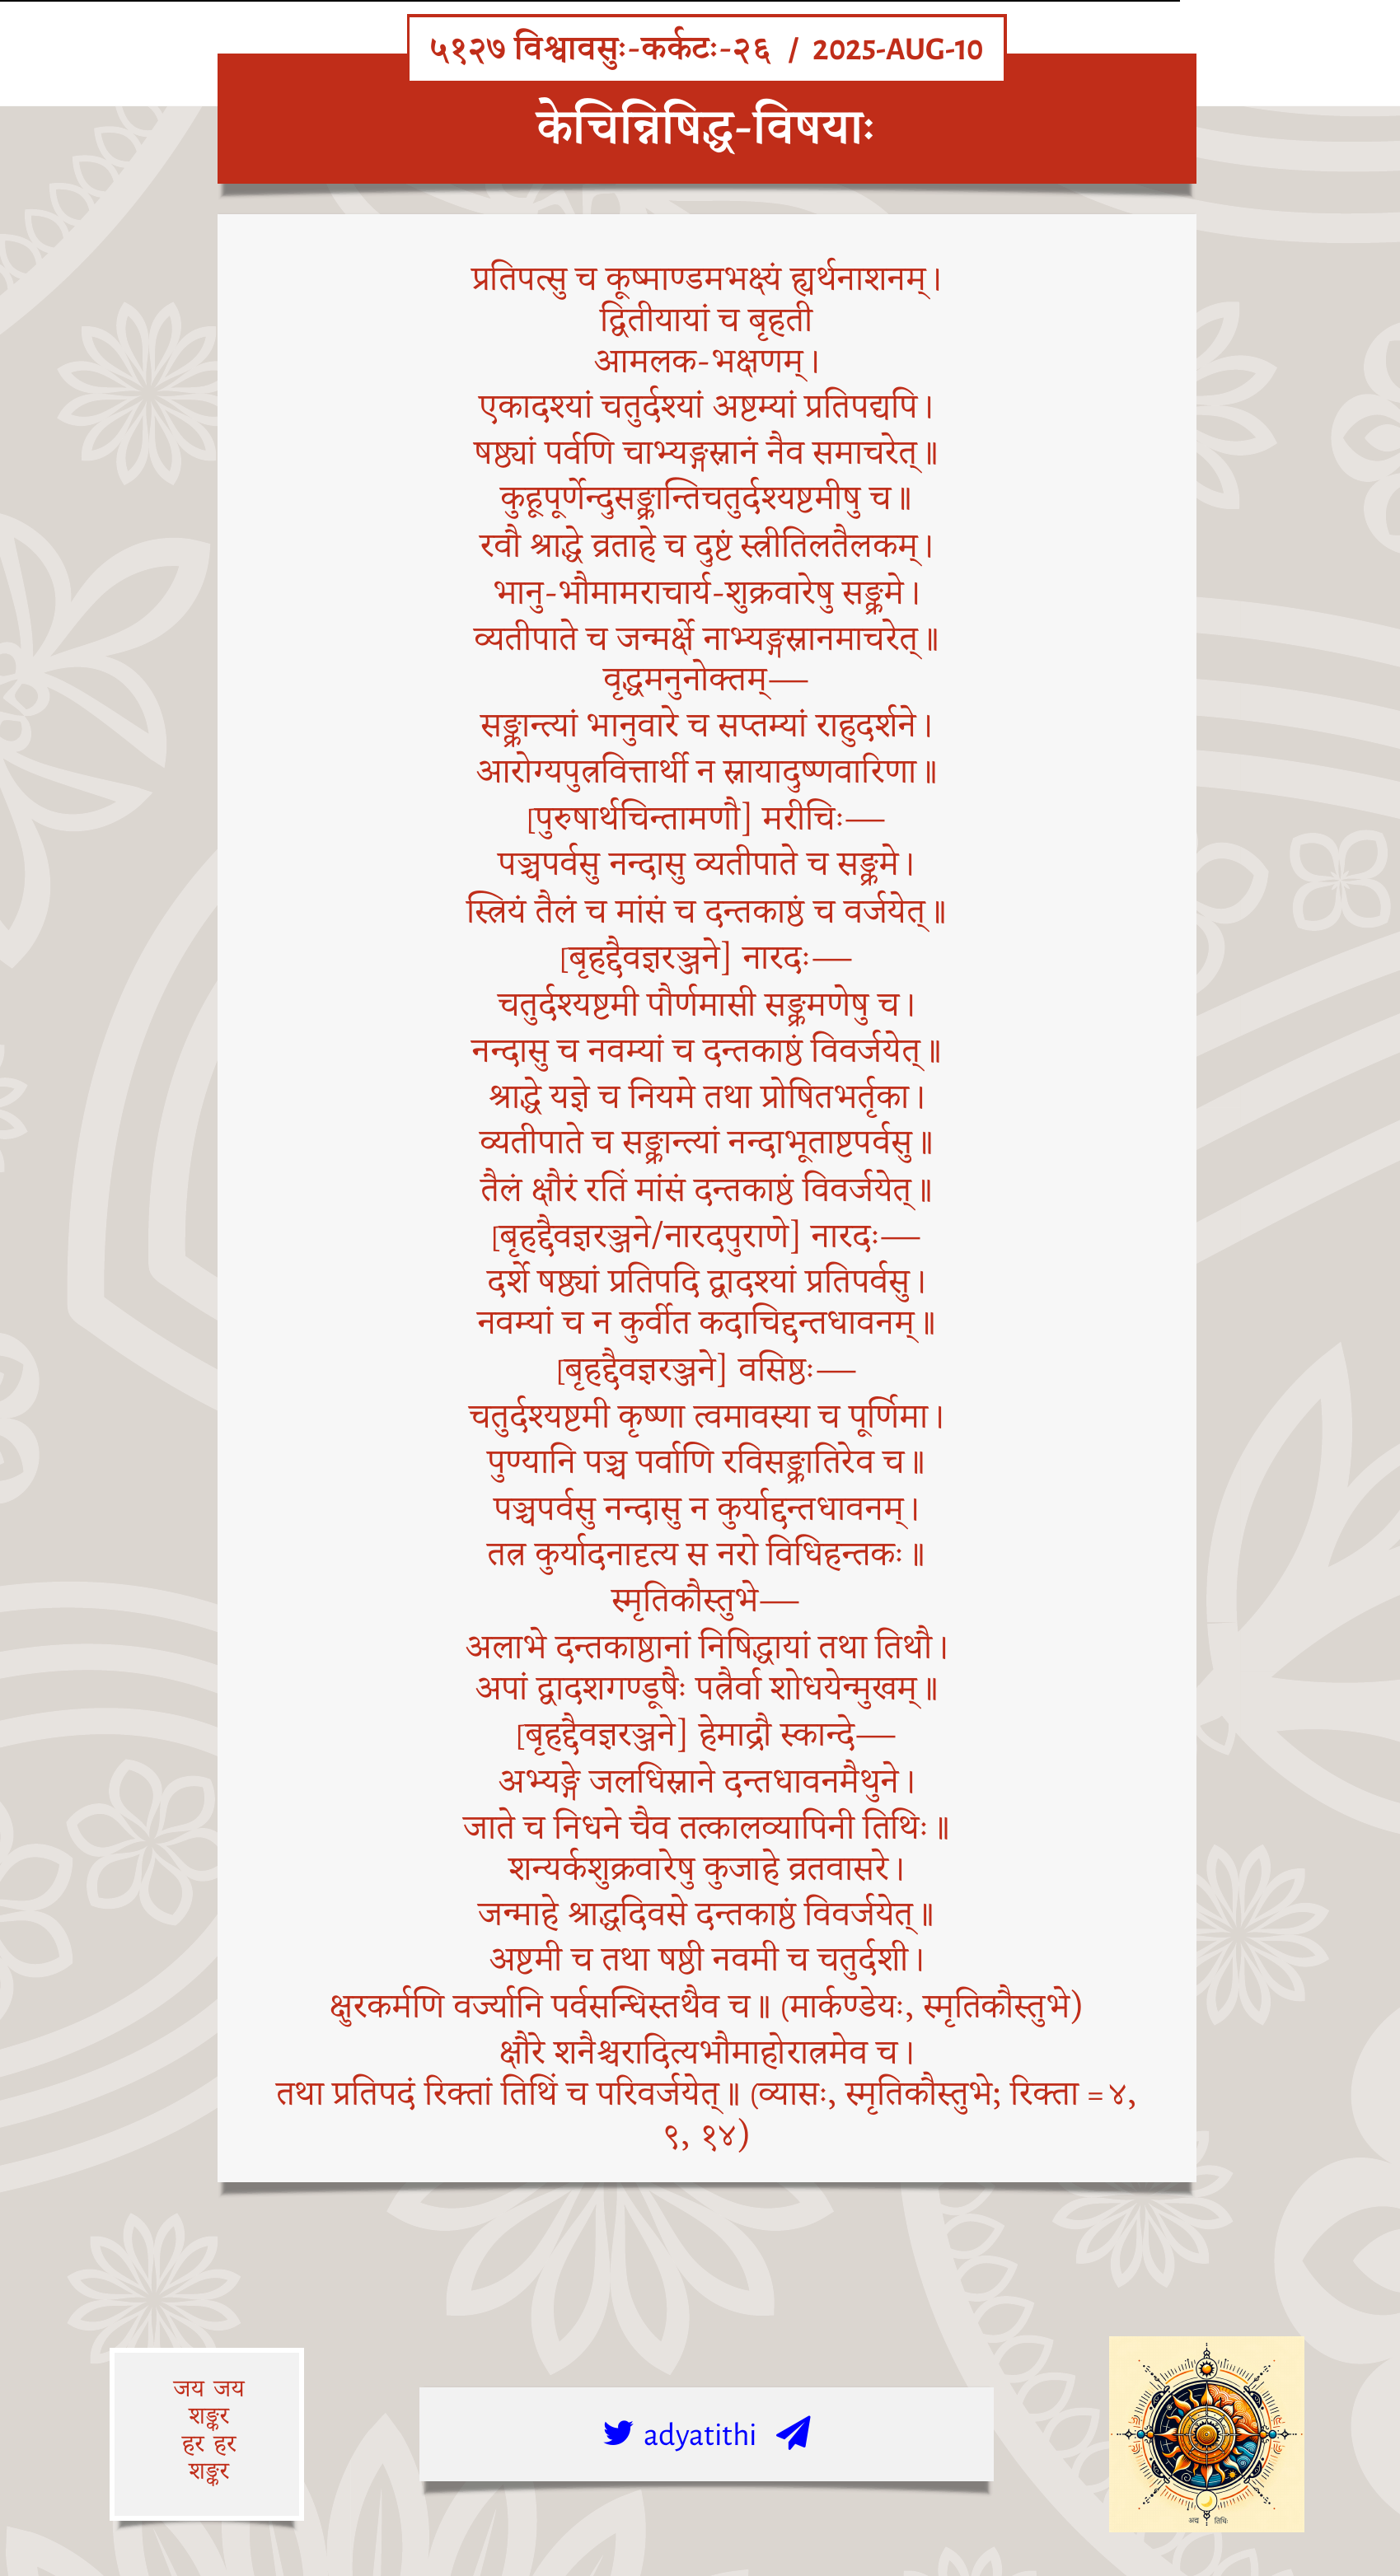 ५१२७ विश्वावसुः-कर्कटः-२६ / 2025-AUG-10
केचिन्निषिद्ध-विषयाः
प्रतिपत्सु च कूष्माण्डमभक्ष्यं ह्यर्थनाशनम्।
द्वितीयायां च बृहती
आमलक-भक्षणम्।
एकादश्यां चतुर्दश्यां अष्टम्यां प्रतिपद्यपि।
षष्ठ्यां पर्वणि चाभ्यङ्गस्नानं नैव समाचरेत्॥
कुहूपूर्णेन्दुसङ्क्रान्तिचतुर्दश्यष्टमीषु च॥
रवौ श्राद्धे व्रताहे च दुष्टं स्त्रीतिलतैलकम्।
भानु-भौमामराचार्य-शुक्रवारेषु सङ्क्रमे।
व्यतीपाते च जन्मर्क्षे नाभ्यङ्गस्नानमाचरेत्॥
वृद्धमनुनोक्तम्—
सङ्क्रान्त्यां भानुवारे च सप्तम्यां राहुदर्शने।
आरोग्यपुत्रवित्तार्थी न स्नायादुष्णवारिणा॥
[पुरुषार्थचिन्तामणौ] मरीचिः—
पञ्चपर्वसु नन्दासु व्यतीपाते च सङ्क्रमे।
स्त्रियं तैलं च मांसं च दन्तकाष्ठं च वर्जयेत्॥
[बृहद्दैवज्ञरञ्जने] नारदः—
चतुर्दश्यष्टमी पौर्णमासी सङ्क्रमणेषु च।
नन्दासु च नवम्यां च दन्तकाष्ठं विवर्जयेत्॥
श्राद्धे यज्ञे च नियमे तथा प्रोषितभर्तृका।
व्यतीपाते च सङ्क्रान्त्यां नन्दाभूताष्टपर्वसु॥
तैलं क्षौरं रतिं मांसं दन्तकाष्ठं विवर्जयेत्॥
[बृहद्दैवज्ञरञ्जने/नारदपुराणे] नारदः—
दर्शे षष्ठ्यां प्रतिपदि द्वादश्यां प्रतिपर्वसु।
नवम्यां च न कुर्वीत कदाचिद्दन्तधावनम्॥
[बृहद्दैवज्ञरञ्जने] वसिष्ठः—
चतुर्दश्यष्टमी कृष्णा त्वमावस्या च पूर्णिमा।
पुण्यानि पञ्च पर्वाणि रविसङ्क्रातिरेव च॥
पञ्चपर्वसु नन्दासु न कुर्याद्दन्तधावनम्।
तत्र कुर्यादनादृत्य स नरो विधिहन्तकः॥
स्मृतिकौस्तुभे—
अलाभे दन्तकाष्ठानां निषिद्धायां तथा तिथौ।
अपां द्वादशगण्डूषैः पत्रैर्वा शोधयेन्मुखम्॥
[बृहद्दैवज्ञरञ्जने] हेमाद्रौ स्कान्दे—
अभ्यङ्गे जलधिस्नाने दन्तधावनमैथुने।
जाते च निधने चैव तत्कालव्यापिनी तिथिः॥
शन्यर्कशुक्रवारेषु कुजाहे व्रतवासरे।
जन्माहे श्राद्धदिवसे दन्तकाष्ठं विवर्जयेत्॥
अष्टमी च तथा षष्ठी नवमी च चतुर्दशी।
क्षुरकर्मणि वर्ज्यानि पर्वसन्धिस्तथैव च॥ (मार्कण्डेयः, स्मृतिकौस्तुभे)
क्षौरे शनैश्चरादित्यभौमाहोरात्रमेव च।
तथा प्रतिपदं रिक्तां तिथिं च परिवर्जयेत्॥ (व्यासः, स्मृतिकौस्तुभे; रिक्ता =४,
९, १४)
जय जय
शङ्कर
हर हर
शङ्कर
adyatithi
अद्य तिथिः